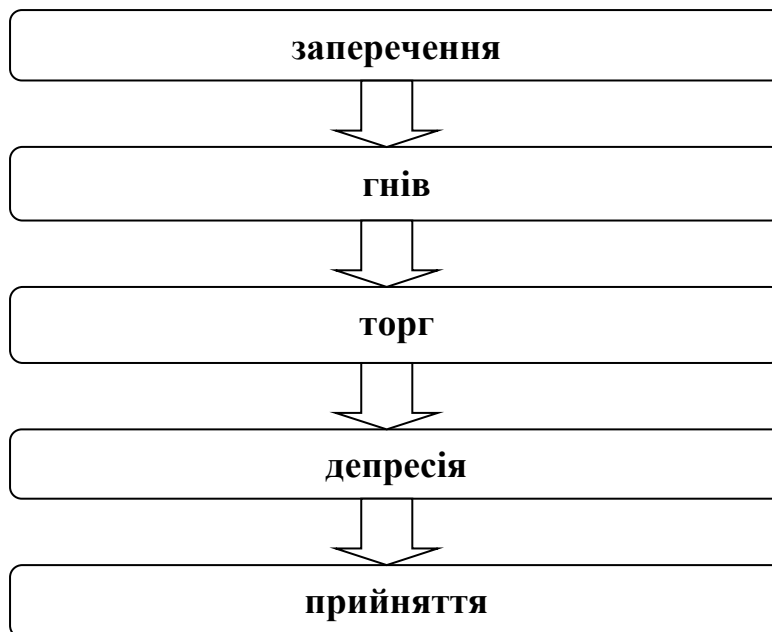 заперечення
гнів
торг
депресія
прийняття